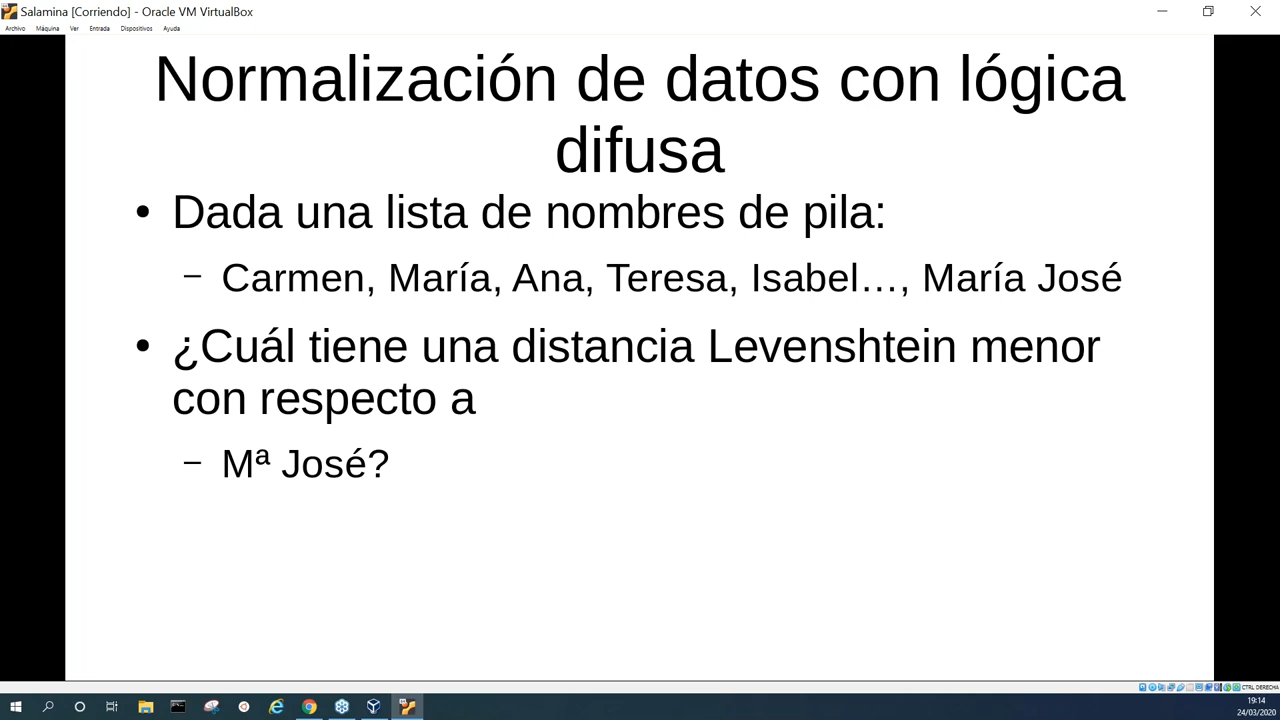 Salamina [Corriendo] - Oracle VM VirtualBox
Archivo Máquina Ver Entrada Dispositivos Ayuda
Normalización de datos con lógica
difusa
• Dada una lista de nombres de pila:
– Carmen, María, Ana, Teresa, Isabel…, María José
• ¿Cuál tiene una distancia Levenshtein menor
con respecto a
– Mª José?
CTRL DERECHA
19:14
24/03/2020